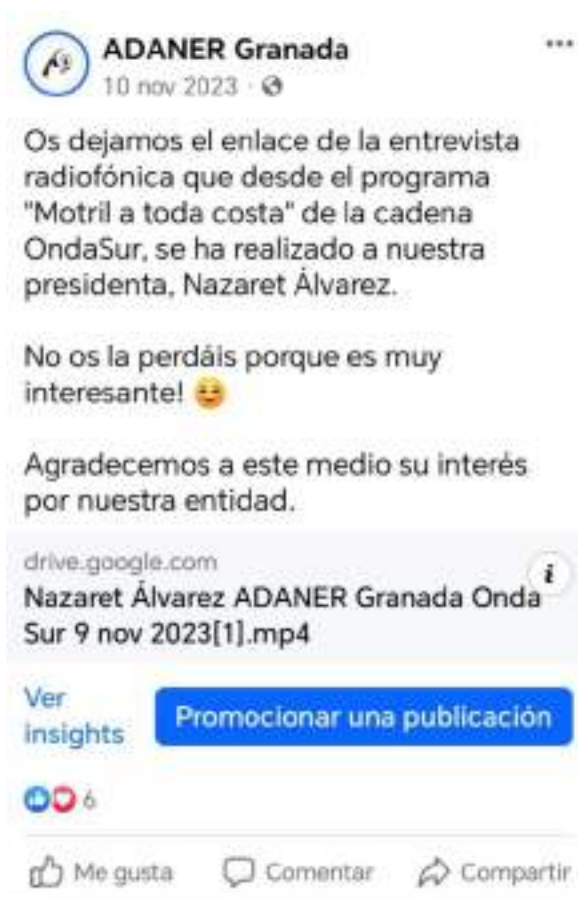 ADANER Granada
10 nov 2023
Os dejamos el enlace de la entrevista
radiofónica que desde el programa
"Motril a toda costa" de la cadena
OndaSur, se ha realizado a nuestra
presidenta, Nazaret Álvarez.
No os la perdáis porque es muy
interesante! 😊
Agradecemos a este medio su interés
por nuestra entidad.
drive.google.com
Nazaret Álvarez ADANER Granada Onda
Sur 9 nov 2023[1].mp4
Ver
insights
Promocionar una publicación
6
Me gusta Comentar Compartir